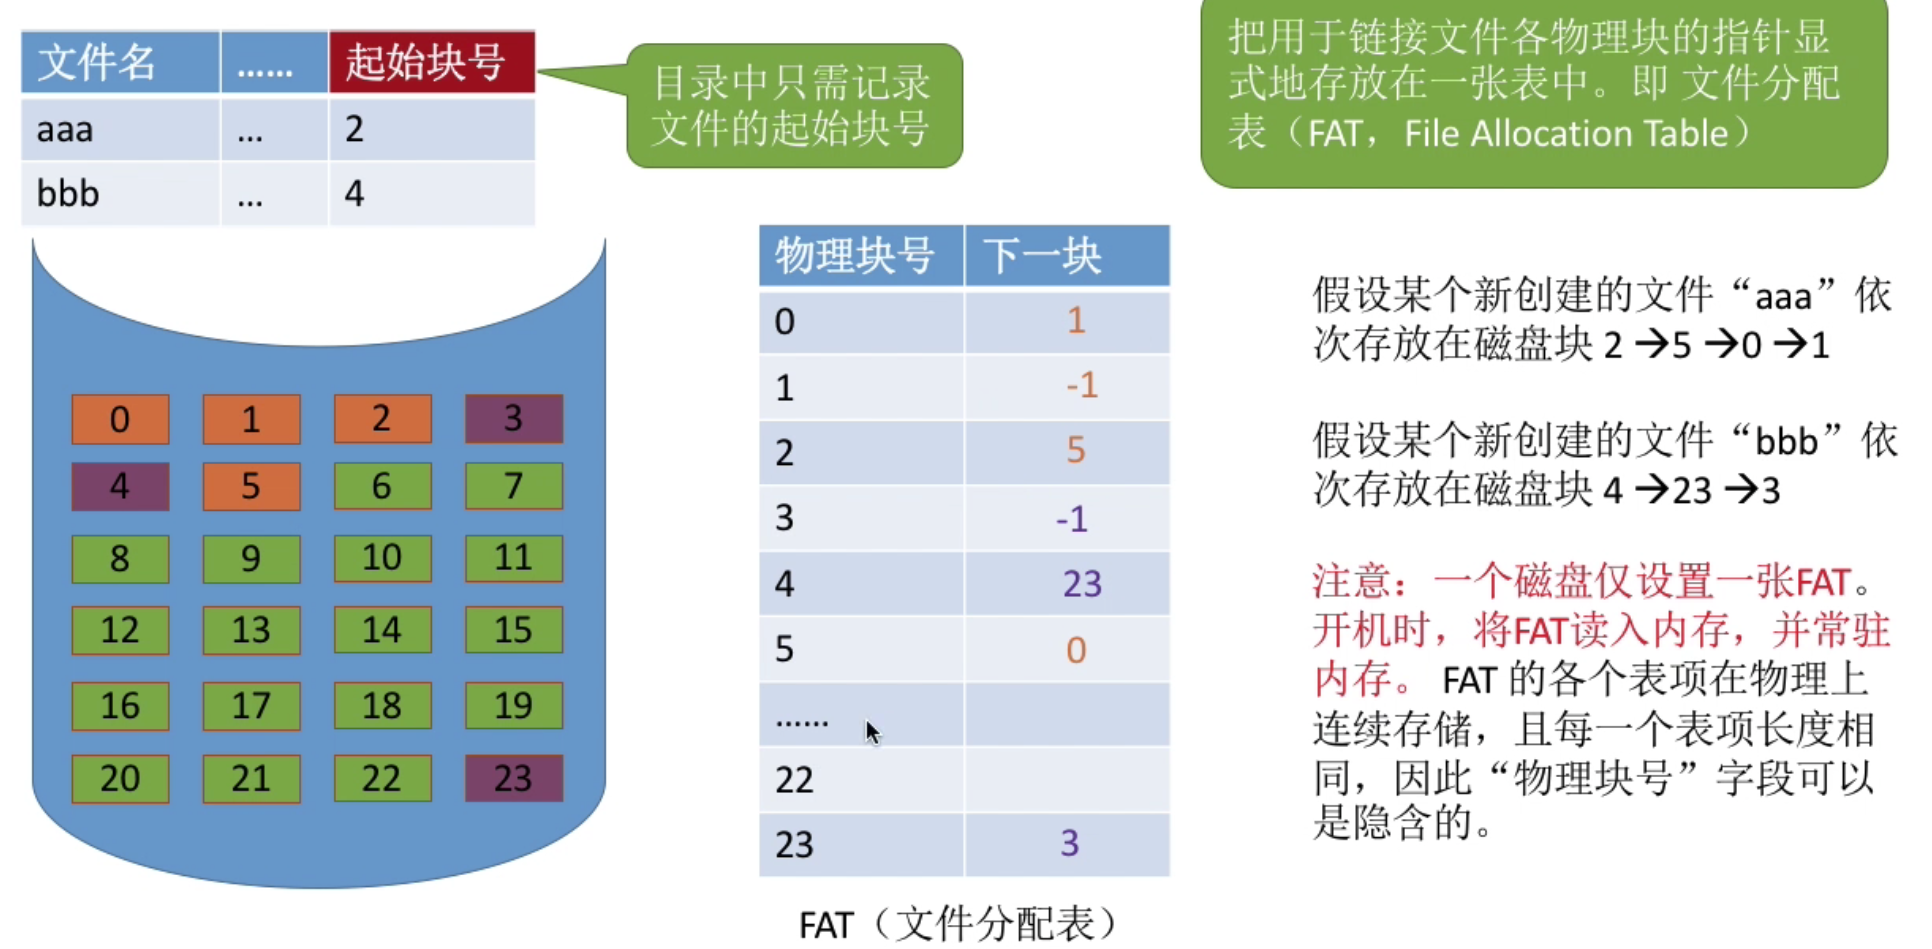 文件名 …… 起始块号
aaa ... 2
bbb ... 4
目录中只需记录
文件的起始块号
把用于链接文件各物理块的指针显
式地存放在一张表中。即 文件分配
表（FAT，File Allocation Table）
0 1 2 3
4 5 6 7
8 9 10 11
12 13 14 15
16 17 18 19
20 21 22 23
物理块号 下一块
0 1
1 -1
2 5
3 -1
4 23
5 0
……
22
23 3
FAT（文件分配表）
假设某个新创建的文件“aaa”依
次存放在磁盘块 2 →5 →0 →1
假设某个新创建的文件“bbb”依
次存放在磁盘块 4 →23 →3
注意：一个磁盘仅设置一张FAT。
开机时，将FAT读入内存，并常驻
内存。 FAT 的各个表项在物理上
连续存储，且每一个表项长度相
同，因此“物理块号”字段可以
是隐含的。